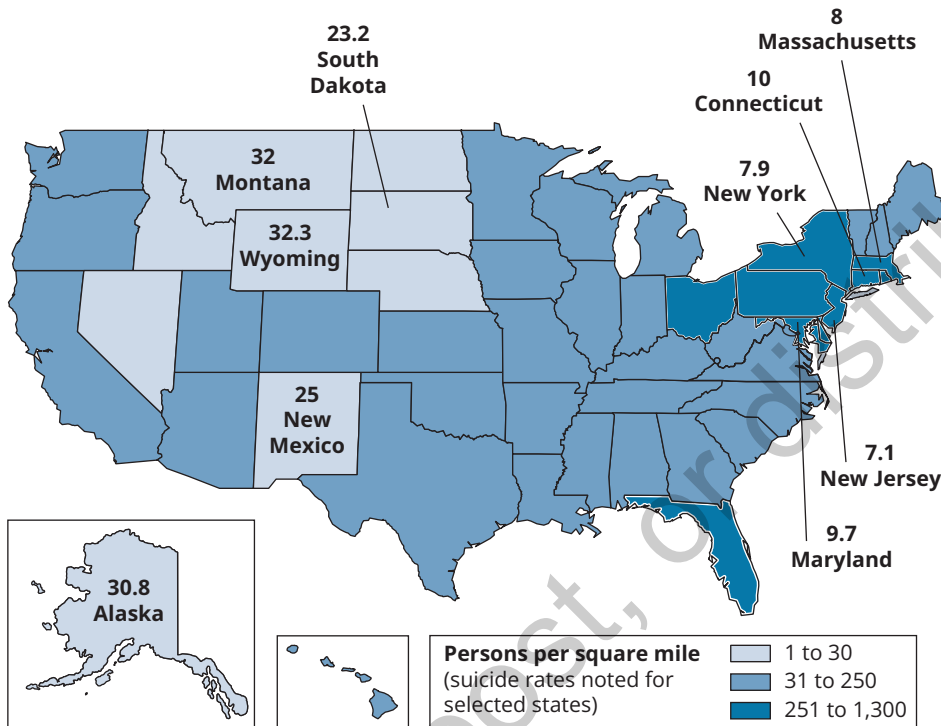 23.2
South
Dakota
8
Massachusetts
10
Connecticut
7.9
New York
32
Montana
32.3
Wyoming
25
New
Mexico
7.1
New Jersey
9.7
Maryland
30.8
Alaska
Persons per square mile
(suicide rates noted for
selected states)
1 to 30
31 to 250
251 to 1,300
post, or